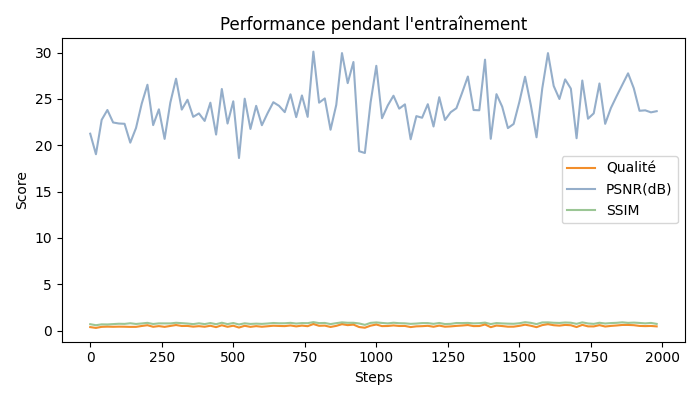 Performance pendant l'entraînement
Score
30
25
20
15
10
5
0
Qualité
PSNR(dB)
SSIM
0 250 500 750 1000 1250 1500 1750 2000
Steps